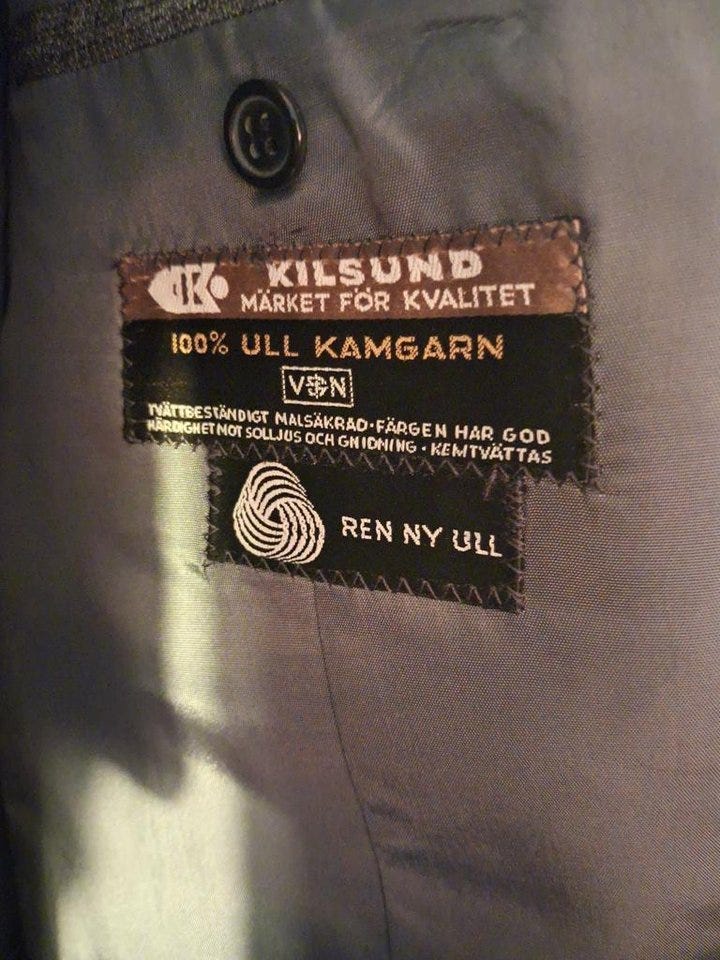 KILSUND
MÄRKET FÖR KVALITET
100% ULL KAMGARN
VSN
TVÄTTBESTÄNDIGT MALSÄKRAD·FÄRGEN HAR GOD
HÄRDIGHET MOT SOLLJUS OCH GNIDNING·KEMTVÄTTAS
REN NY ULL